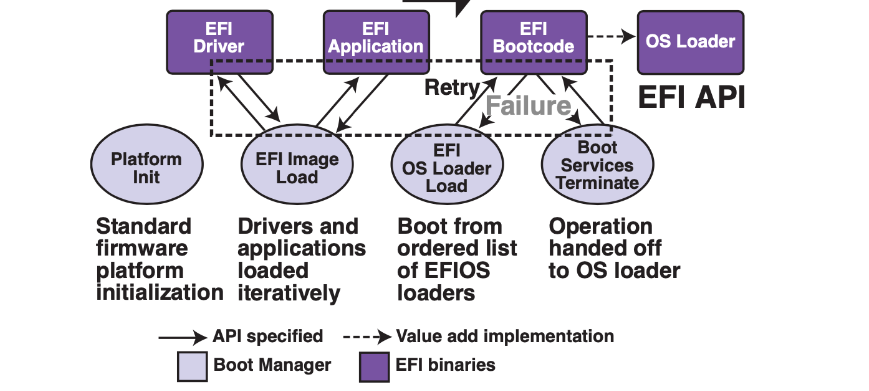 EFI
Driver
EFI
Application
EFI
Bootcode
OS Loader
EFI API
Retry
Failure
Platform
Init
EFI Image
Load
EFI
OS Loader
Load
Boot
Services
Terminate
Standard
firmware
platform
initialization
Drivers and
applications
loaded
iteratively
Boot from
ordered list
of EFIOS
loaders
Operation
handed off
to OS loader
API specified
Value add implementation
Boot Manager
EFI binaries